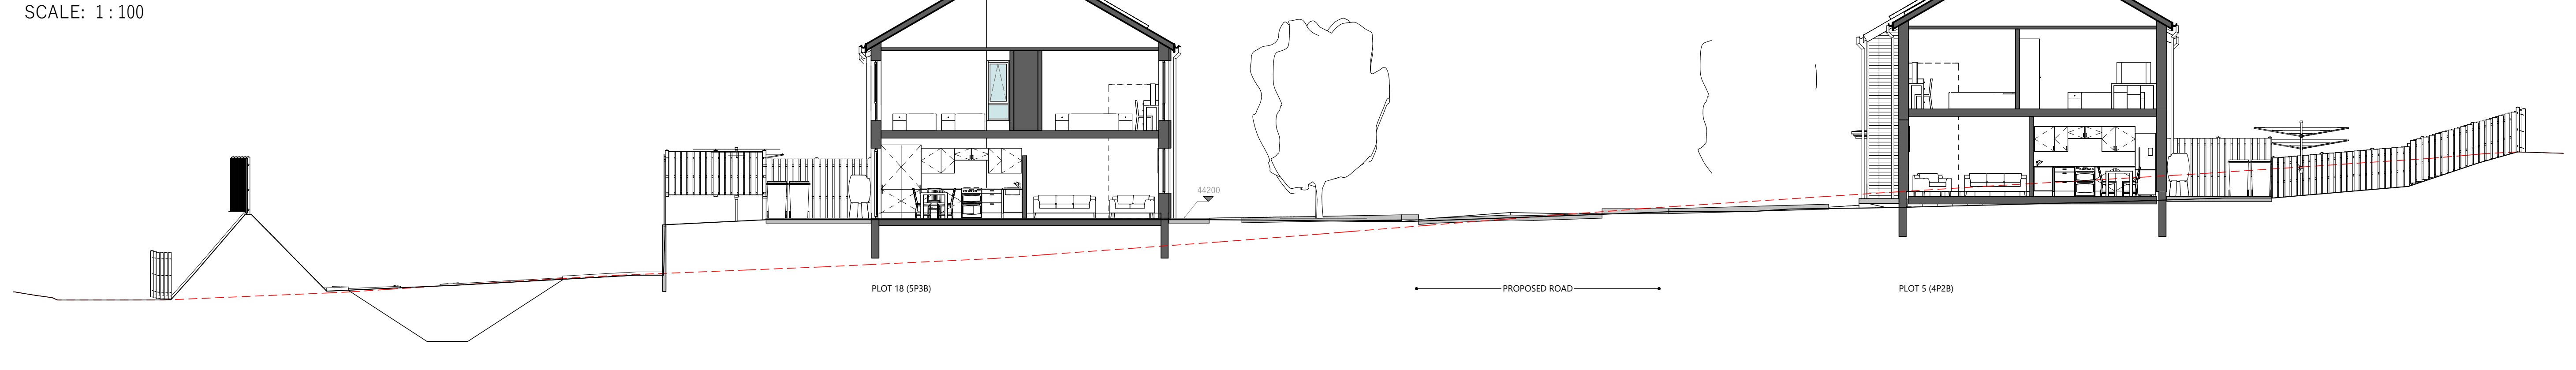 SCALE: 1 : 100
44200
PLOT 18 (5P3B)
PROPOSED ROAD
PLOT 5 (4P2B)